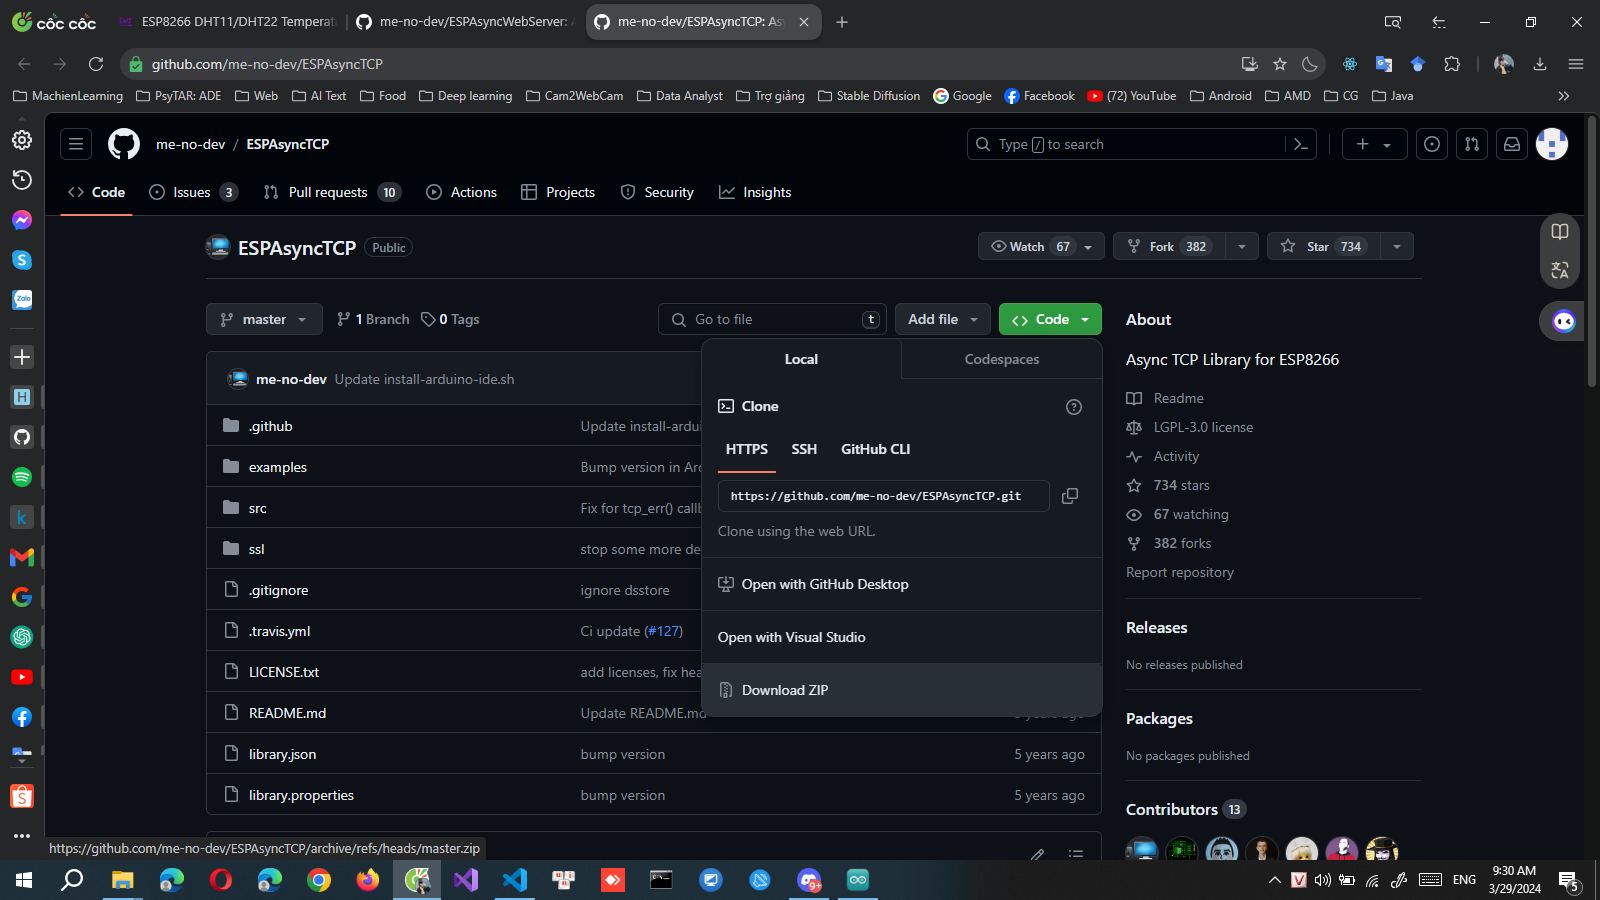 cốc cốc
ESP8266 DHT11/DHT22 Temperat
me-no-dev/ESPAsyncWebServer: A
me-no-dev/ESPAsyncTCP: Asy
github.com/me-no-dev/ESPAsyncTCP
MachienLearning
PsyTAR: ADE
Web
AI Text
Food
Deep learning
Cam2WebCam
Data Analyst
Trợ giảng
Stable Diffusion
Google
Facebook
(72) YouTube
Android
AMD
CG
Java
me-no-dev / ESPAsyncTCP
Type / to search
Code
Issues 3
Pull requests 10
Actions
Projects
Security
Insights
ESPAsyncTCP Public
Watch 67
Fork 382
Star 734
master
1 Branch
0 Tags
Go to file t
Add file
Code
me-no-dev Update install-arduino-ide.sh
.github Update install-ardui
examples Bump version in Arc
src Fix for tcp_err() callb
ssl stop some more de
.gitignore ignore dsstore
.travis.yml Ci update (#127)
LICENSE.txt add licenses, fix hea
README.md Update README.md 5 years ago
library.json bump version 5 years ago
library.properties bump version 5 years ago
Local
Codespaces
Clone
HTTPS SSH GitHub CLI
https://github.com/me-no-dev/ESPAsyncTCP.git
Clone using the web URL.
Open with GitHub Desktop
Open with Visual Studio
Download ZIP
About
Async TCP Library for ESP8266
Readme
LGPL-3.0 license
Activity
734 stars
67 watching
382 forks
Report repository
Releases
No releases published
Packages
No packages published
Contributors 13
Zalo
https://github.com/me-no-dev/ESPAsyncTCP/archive/refs/heads/master.zip
9+
ENG
9:30 AM
3/29/2024
5